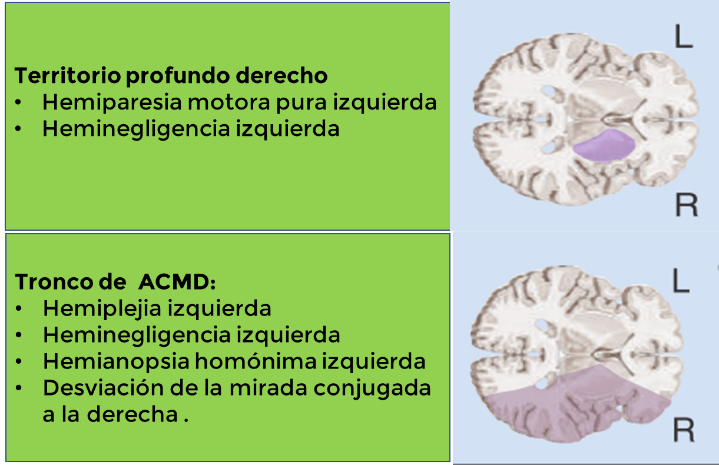 Territorio profundo derecho
• Hemiparesia motora pura izquierda
• Heminegligencia izquierda
L
R
Tronco de ACMD:
• Hemiplejia izquierda
• Heminegligencia izquierda
• Hemianopsia homónima izquierda
• Desviación de la mirada conjugada
a la derecha .
L
R